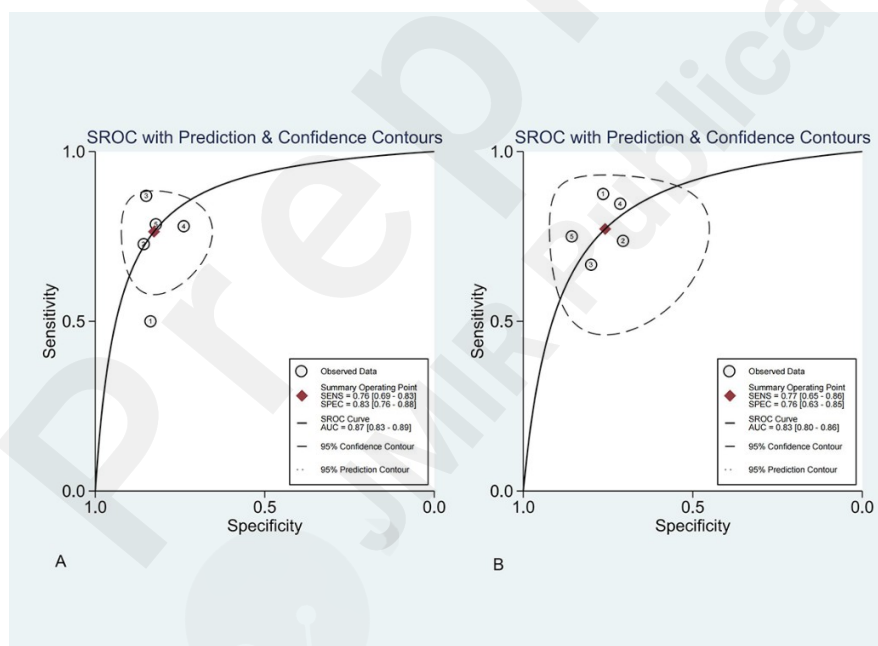 SROC with Prediction & Confidence Contours
1.0
Sensitivity
0.5
0.0
1.0
0.5
0.0
Specificity
3
5
4
2
1
Observed Data
Summary Operating Point
SENS = 0.76 [0.69 - 0.83]
SPEC = 0.83 [0.76 - 0.88]
SROC Curve
AUC = 0.87 [0.83 - 0.89]
95% Confidence Contour
95% Prediction Contour
A
SROC with Prediction & Confidence Contours
1.0
Sensitivity
0.5
0.0
1.0
0.5
0.0
Specificity
1
4
5
2
3
Observed Data
Summary Operating Point
SENS = 0.77 [0.65 - 0.86]
SPEC = 0.76 [0.63 - 0.85]
SROC Curve
AUC = 0.83 [0.80 - 0.86]
95% Confidence Contour
95% Prediction Contour
B
Prepri
JMIR Publica